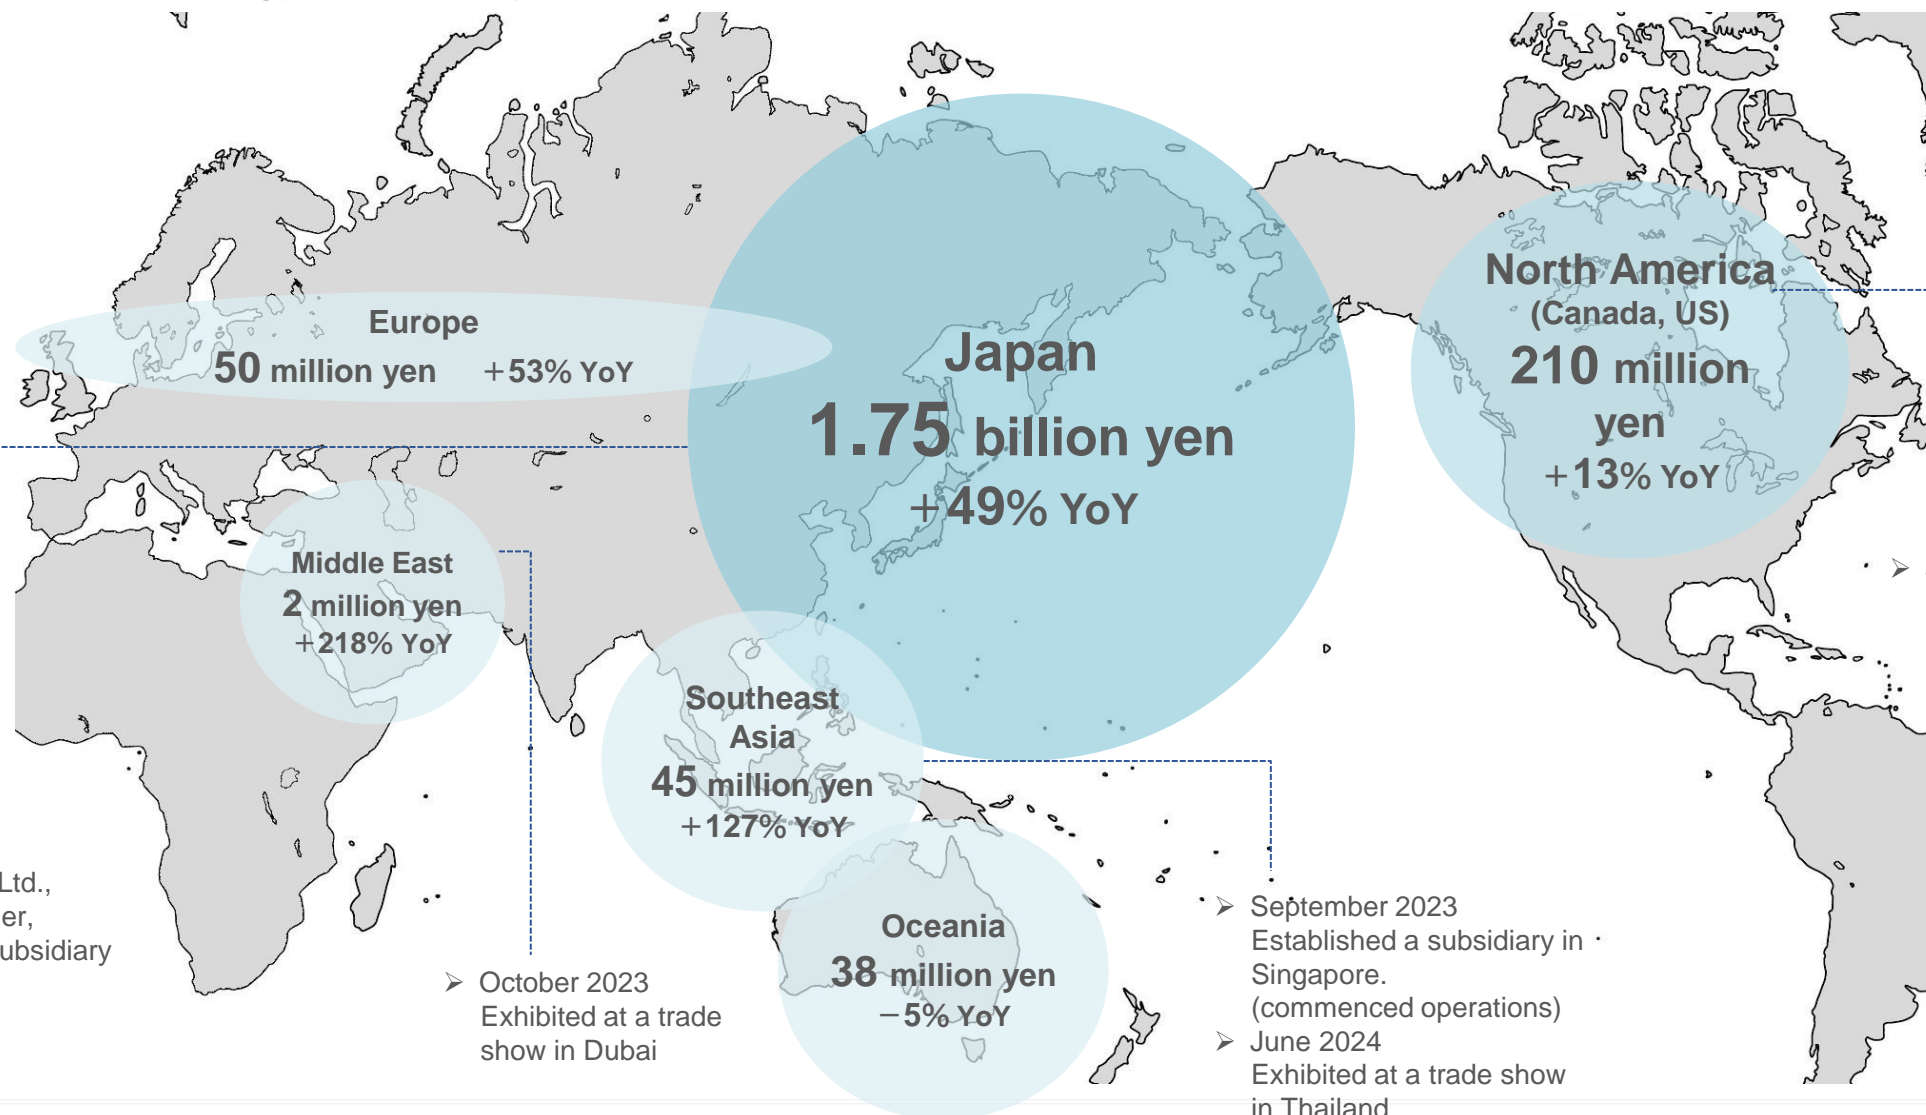 Europe
50 million yen +53% YoY
Japan
1.75 billion yen
+49% YoY
North America
(Canada, US)
210 million
yen
+13% YoY
Middle East
2 million yen
+218% YoY
Southeast
Asia
45 million yen
+127% YoY
Oceania
38 million yen
−5% YoY
Ltd.,
er,
ubsidiary
➢ October 2023
Exhibited at a trade
show in Dubai
➢ September 2023
Established a subsidiary in
Singapore.
(commenced operations)
➢ June 2024
Exhibited at a trade show
in Thailand